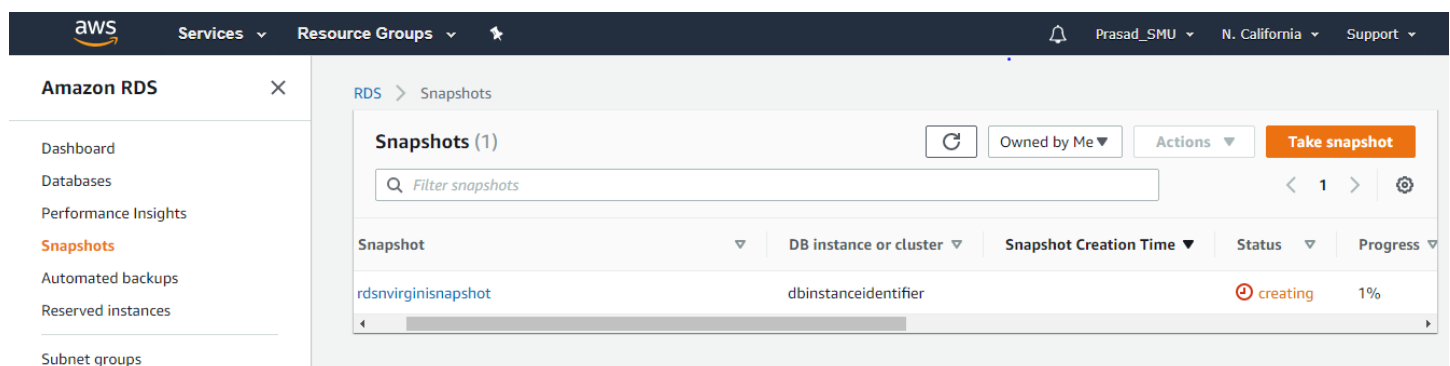 aws Services Resource Groups Prasad_SMU N. California Support
Amazon RDS
Dashboard
Databases
Performance Insights
Snapshots
Automated backups
Reserved instances
Subnet groups
RDS > Snapshots
Snapshots (1) Owned by Me Actions Take snapshot
Filter snapshots 1
Snapshot DB instance or cluster Snapshot Creation Time Status Progress
rdsnvirginisnapshot dbinstanceidentifier creating 1%